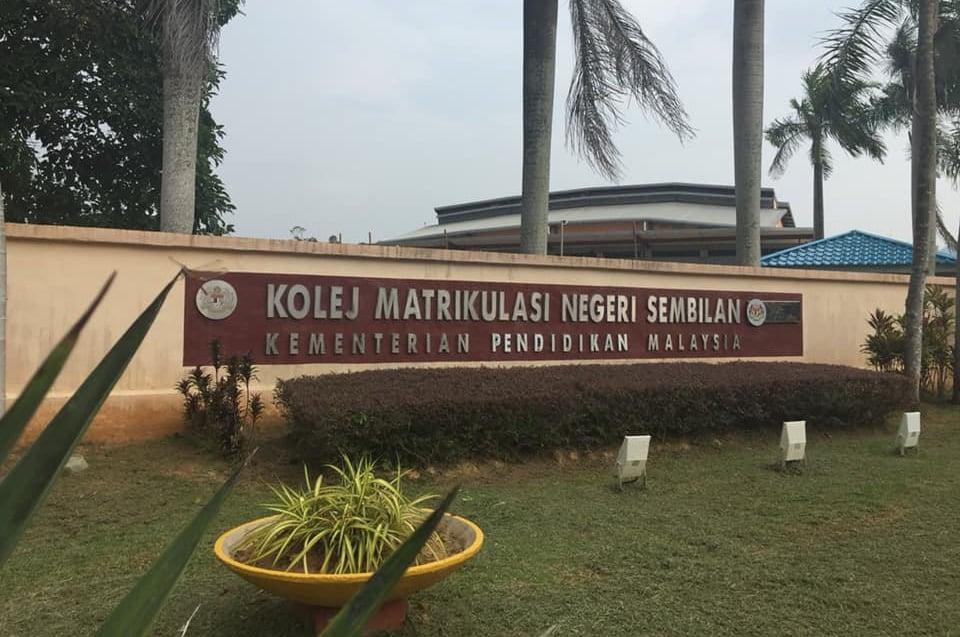 KOLEJ MATRIKULASI NEGERI SEMBILAN
KEMENTERIAN PENDIDIKAN MALAYSIA